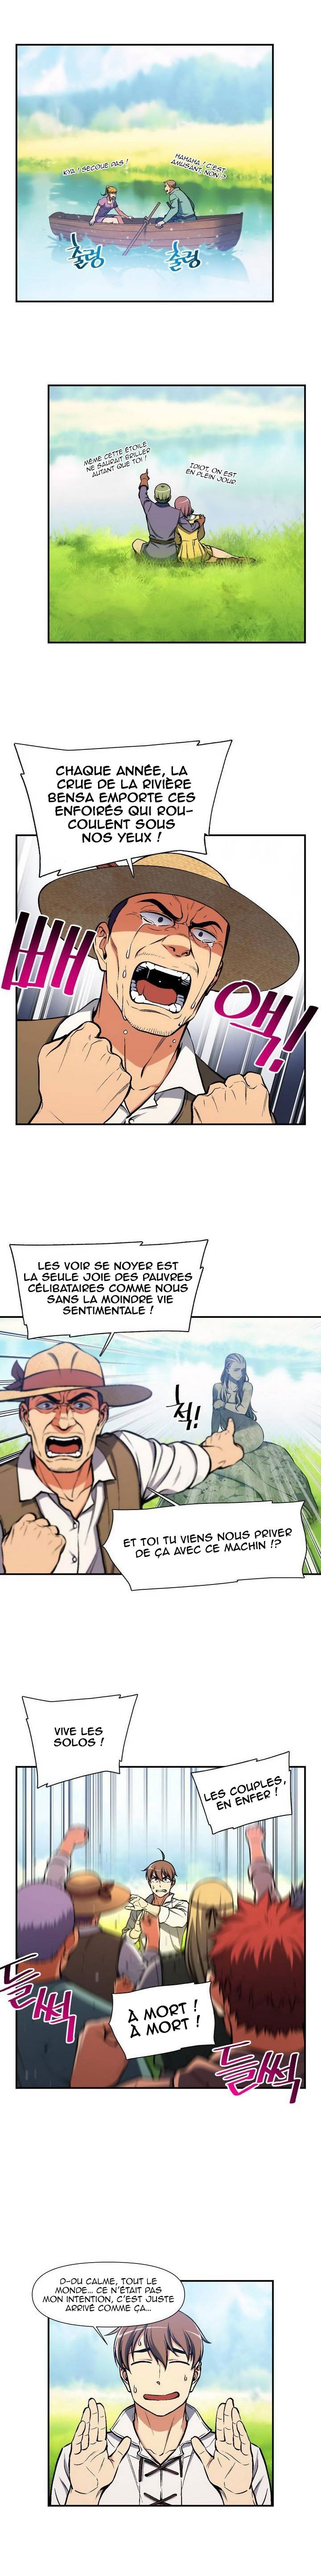 KYA ! SECOUE PAS !
HAHAHA ! C'EST
AMUSANT, NON ?
출렁
출렁
MÊME CETTE ÉTOILE
NE SAURAIT BRILLER
AUTANT QUE TOI !
IDIOT, ON EST
EN PLEIN JOUR.
CHAQUE ANNÉE, LA
CRUE DE LA RIVIÈRE
BENSA EMPORTE CES
ENFOIRÉS QUI ROU-
COULENT SOUS
NOS YEUX !
빼
액!
LES VOIR SE NOYER EST
LA SEULE JOIE DES PAUVRES
CÉLIBATAIRES COMME NOUS
SANS LA MOINDRE VIE
SENTIMENTALE !
척!
ET TOI TU VIENS NOUS PRIVER
DE ÇA AVEC CE MACHIN !?
VIVE LES
SOLOS !
LES COUPLES,
EN ENFER !
들썩
À MORT !
À MORT !
들썩
D-DU CALME, TOUT LE
MONDE... CE N'ÉTAIT PAS
MON INTENTION, C'EST JUSTE
ARRIVÉ COMME ÇA...